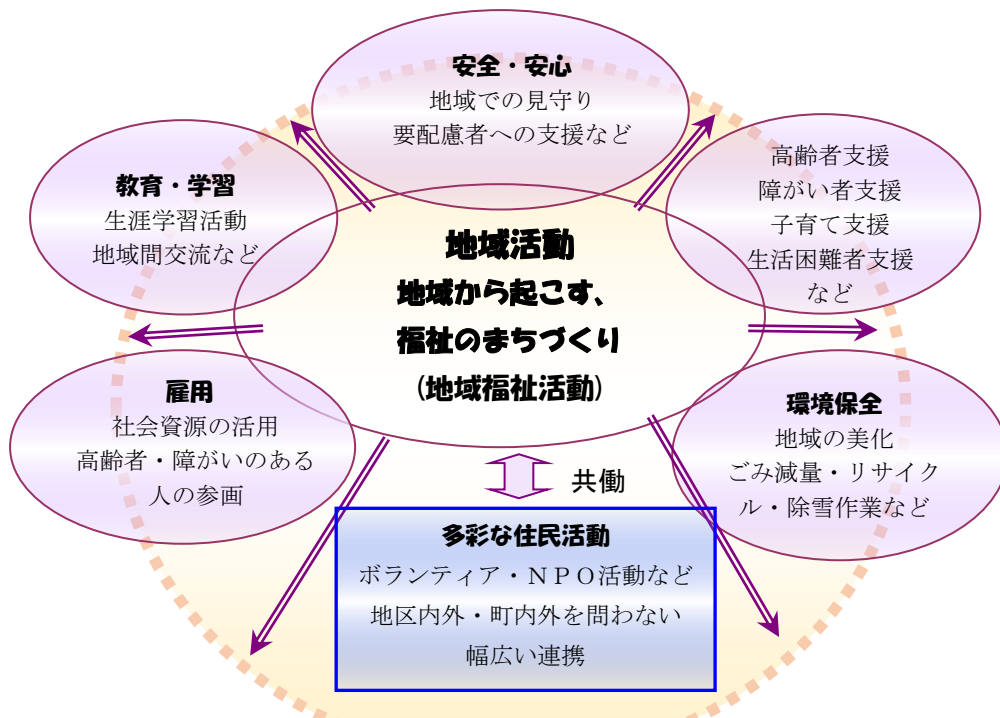 安全・安心
地域での見守り
要配慮者への支援など
教育・学習
生涯学習活動
地域間交流など
高齢者支援
障がい者支援
子育て支援
生活困難者支援
など
地域活動
地域から起こす、
福祉のまちづくり
(地域福祉活動)
雇用
社会資源の活用
高齢者・障がいのある
人の参画
環境保全
地域の美化
ごみ減量・リサイク
ル・除雪作業など
共働
多彩な住民活動
ボランティア・ＮＰＯ活動など
地区内外・町内外を問わない
幅広い連携